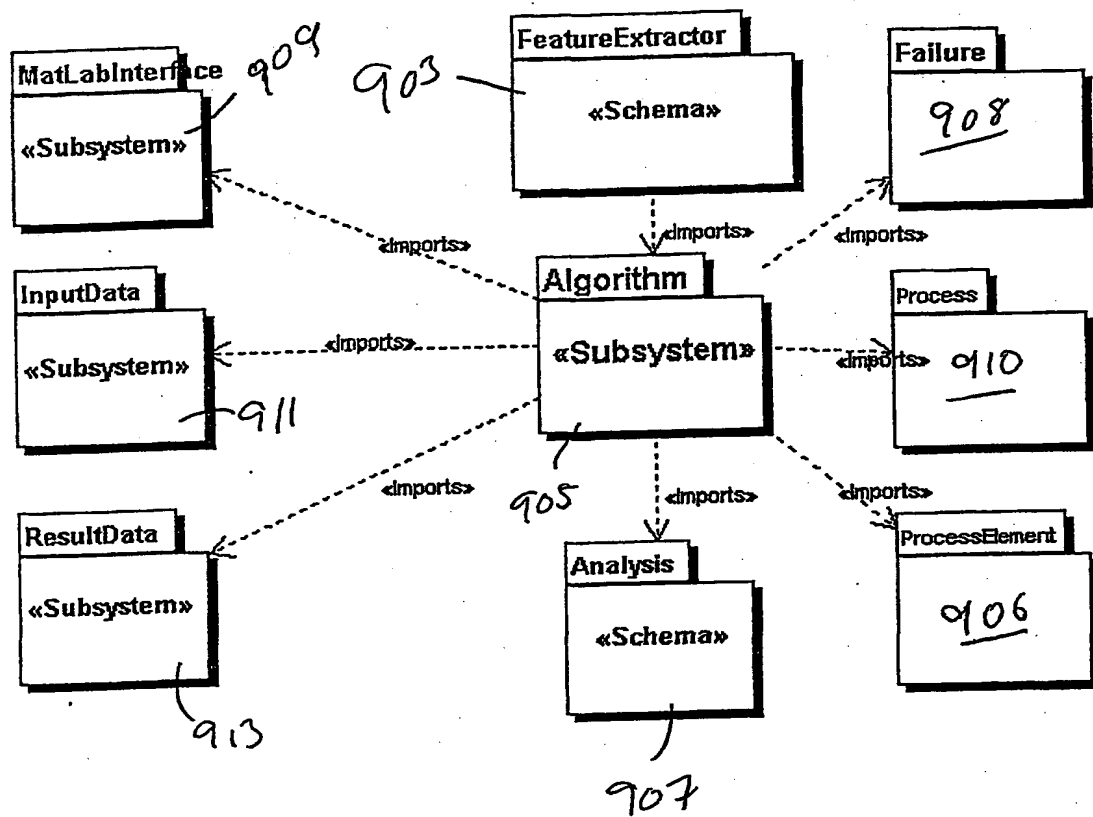 MatLabInterface
«Subsystem»
909
903
FeatureExtractor
«Schema»
Failure
908
«Imports»
«Imports»
«Imports»
InputData
«Subsystem»
911
«Imports»
Algorithm
«Subsystem»
905
Process
910
«Imports»
ResultData
«Subsystem»
913
«Imports»
«Imports»
«Imports»
Analysis
«Schema»
907
ProcessElement
906